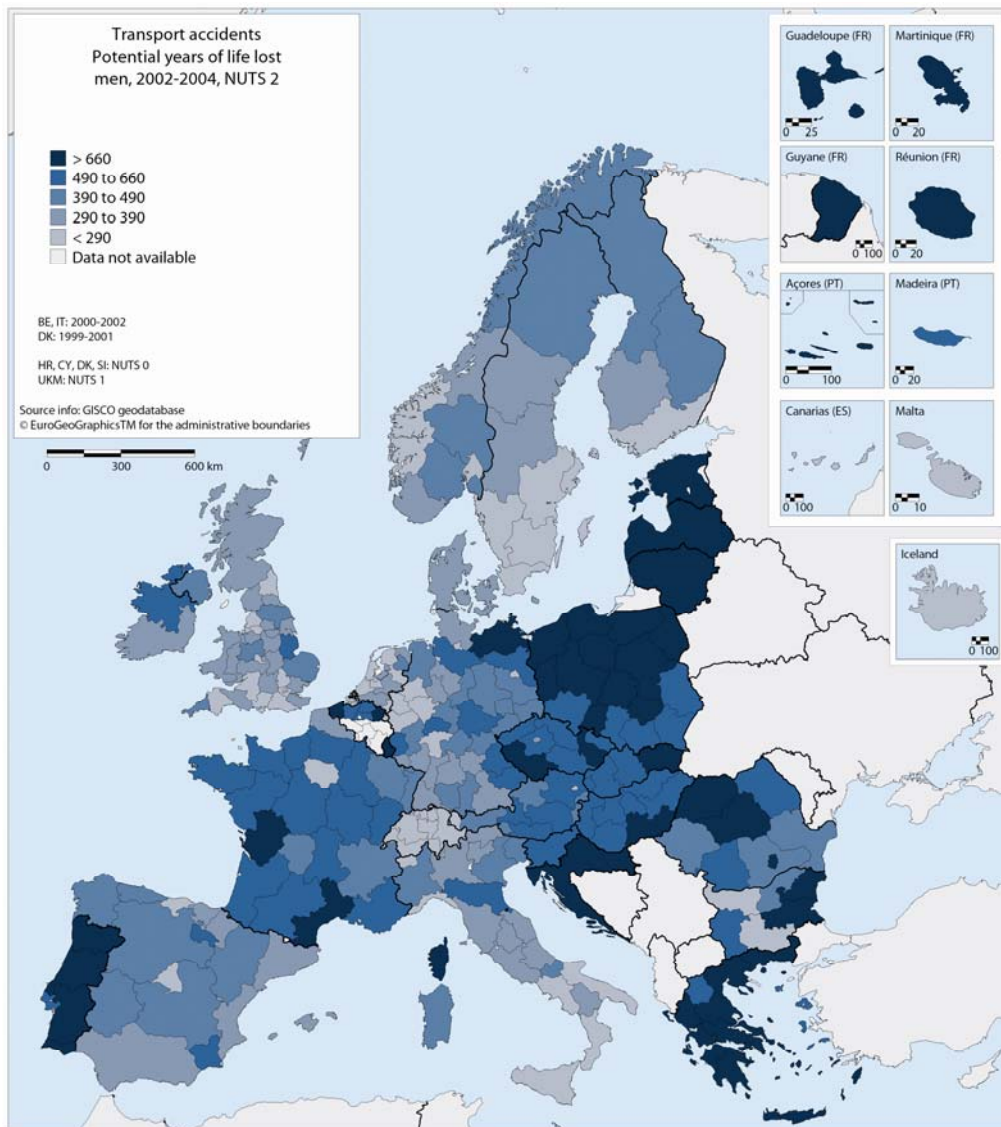 Transport accidents
Potential years of life lost
men, 2002-2004, NUTS 2
> 660
490 to 660
390 to 490
290 to 390
< 290
Data not available
BE, IT: 2000-2002
DK: 1999-2001
HR, CY, DK, SI: NUTS 0
UKM: NUTS 1
Source info: GISCO geodatabase
© EuroGeoGraphicsTM for the administrative boundaries
0 300 600 km
Guadeloupe (FR)
0 25
Martinique (FR)
0 20
Guyane (FR)
0 100
Réunion (FR)
0 20
Açores (PT)
0 100
Madeira (PT)
0 20
Canarias (ES)
0 100
Malta
0 10
Iceland
0 100